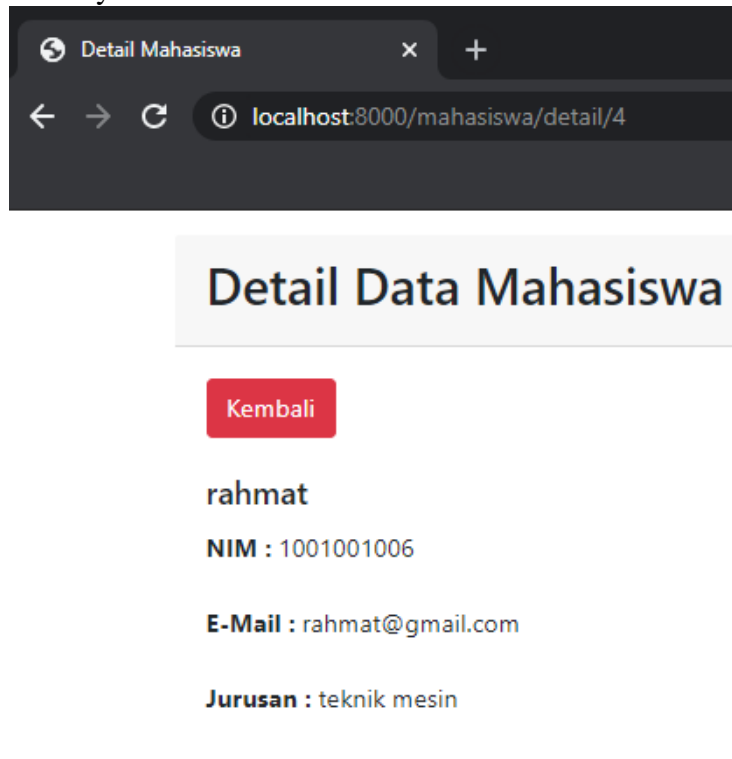 Detail Mahasiswa
localhost:8000/mahasiswa/detail/4
Detail Data Mahasiswa
Kembali
rahmat
NIM : 1001001006
E-Mail : rahmat@gmail.com
Jurusan : teknik mesin